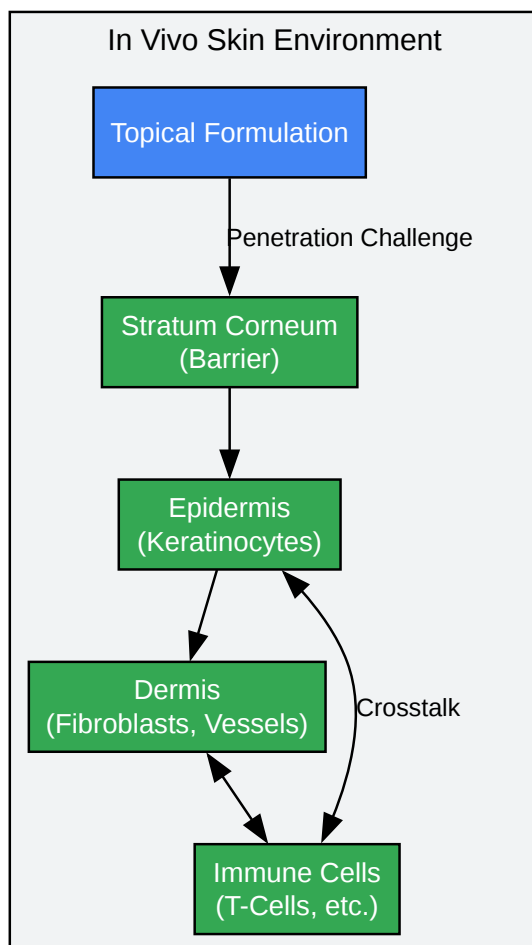 In Vivo Skin Environment
Topical Formulation
Penetration Challenge
Stratum Corneum
(Barrier)
Epidermis
(Keratinocytes)
Dermis
(Fibroblasts, Vessels)
Crosstalk
Immune Cells
(T-Cells, etc.)